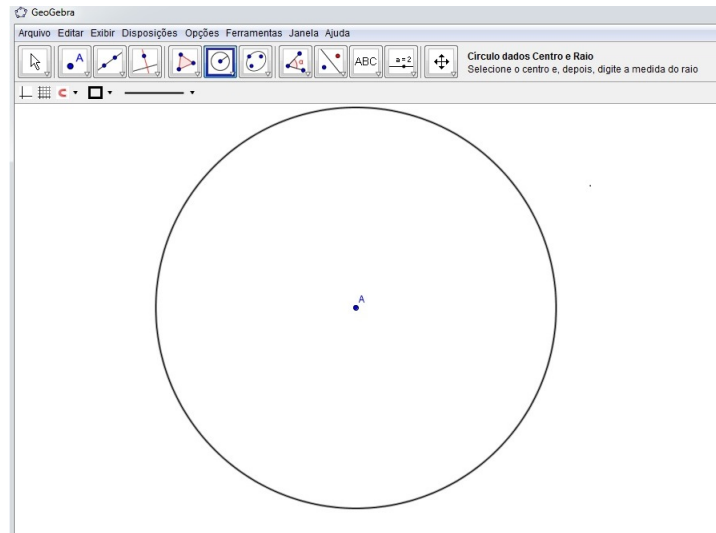 GeoGebra
Arquivo Editar Exibir Disposições Opções Ferramentas Janela Ajuda
A
α
ABC
a=2
Círculo dados Centro e Raio
Selecione o centro e, depois, digite a medida do raio
A